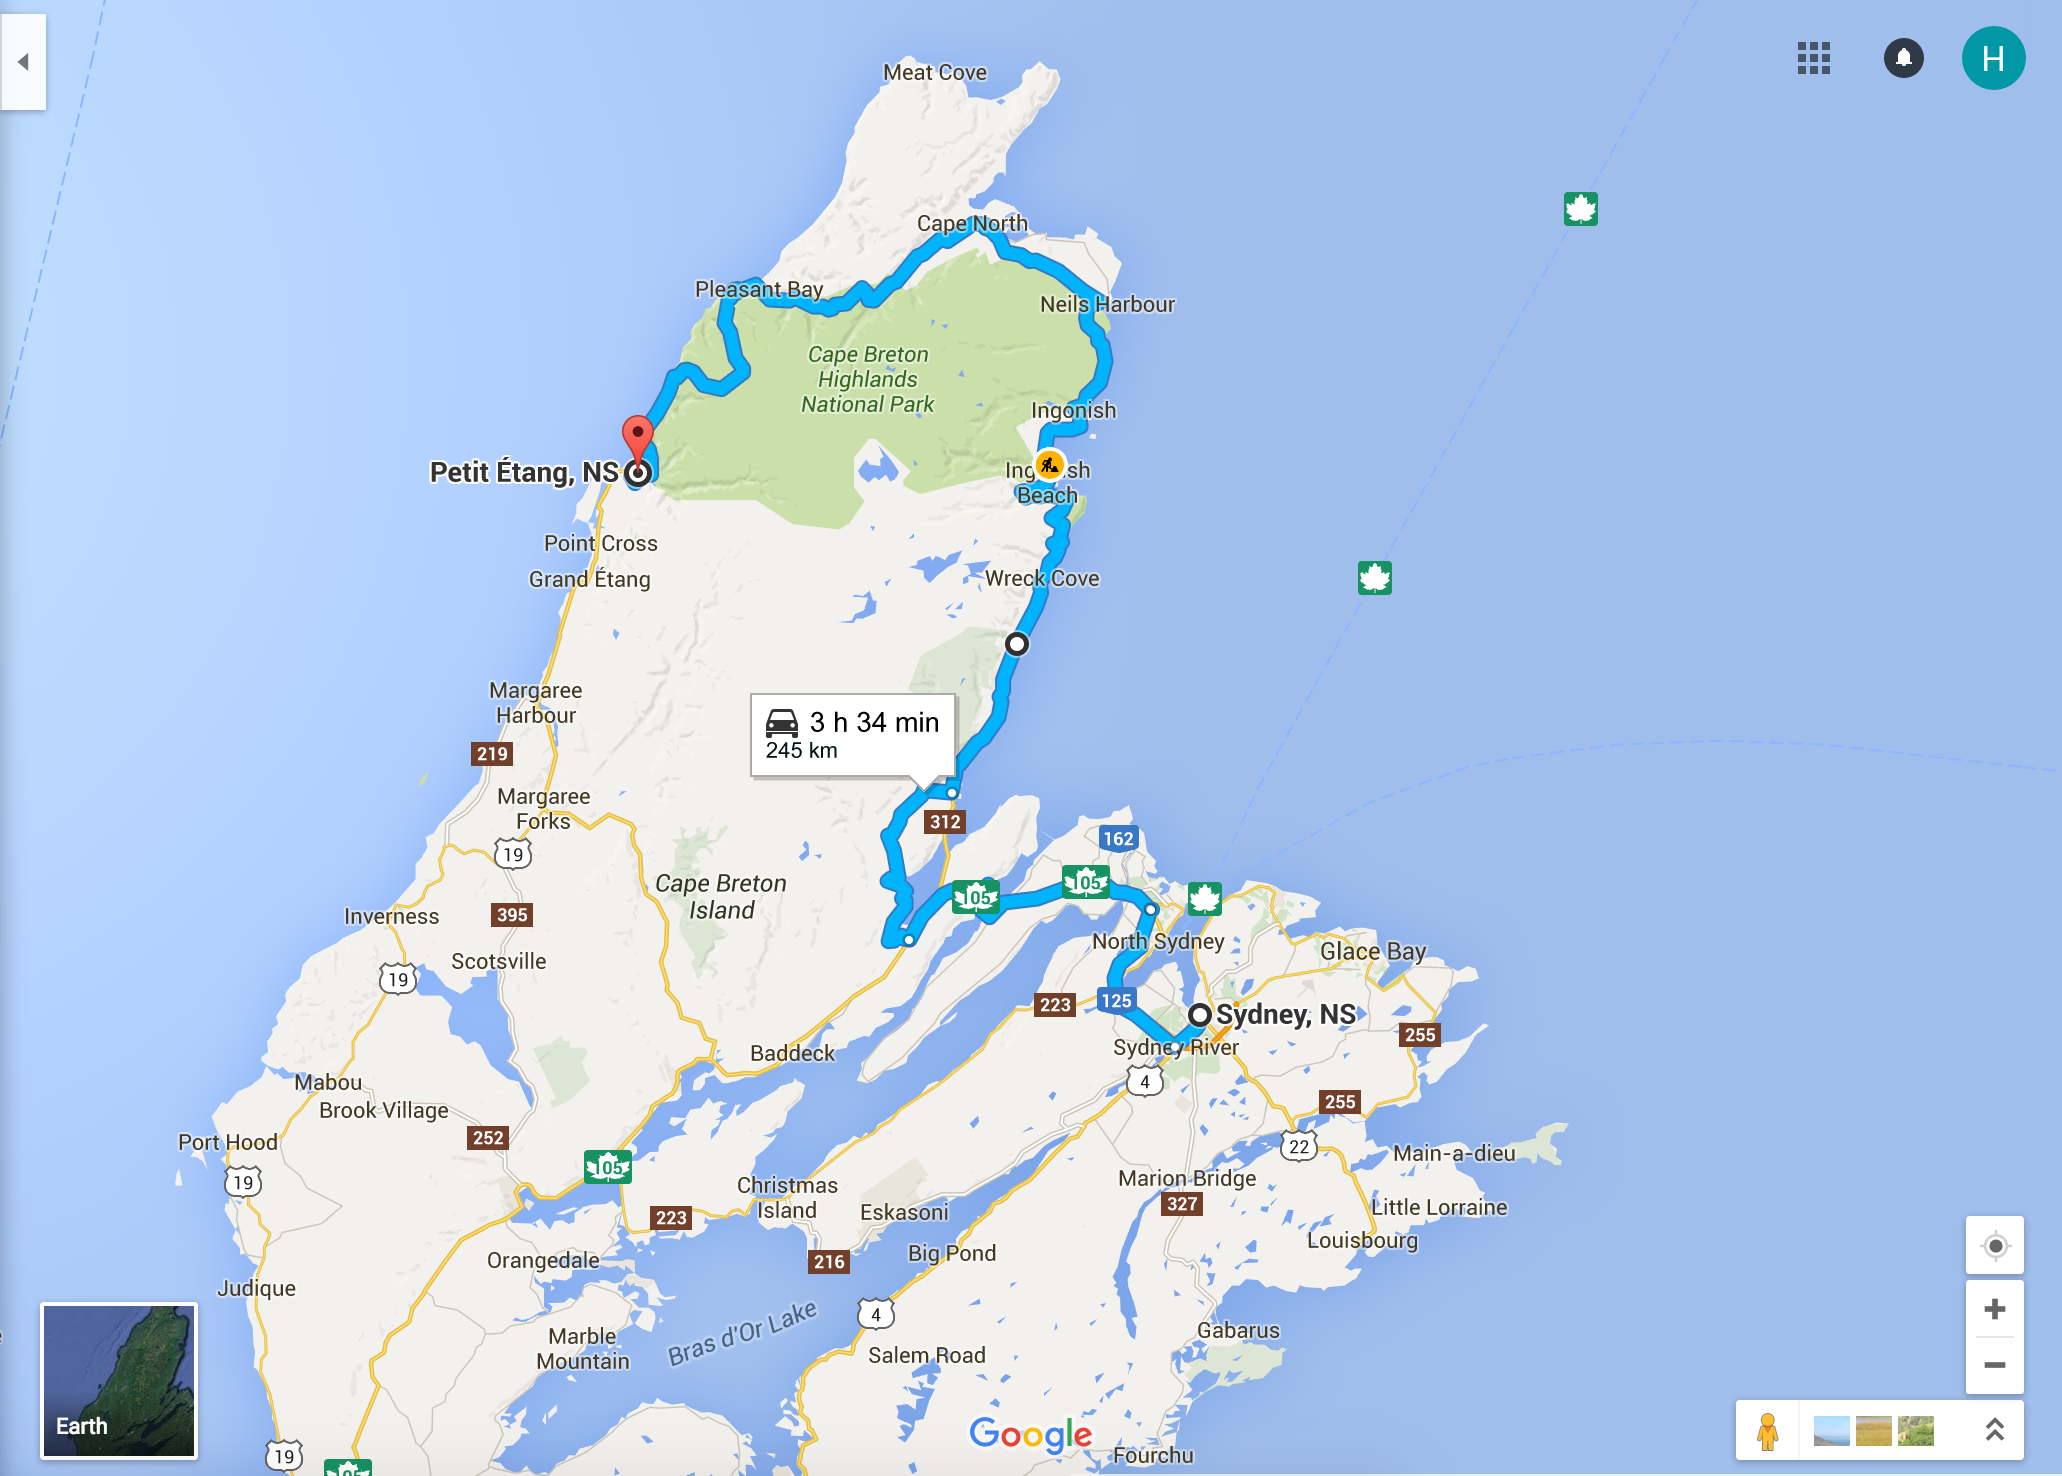 H
Meat Cove
Cape North
Pleasant Bay
Neils Harbour
Cape Breton
Highlands
National Park
Ingonish
Petit Étang, NS
Beach
Point Cross
Grand Étang
Wreck Cove
Margaree
Harbour
3 h 34 min
245 km
219
Margaree
Forks
312
162
19
Cape Breton
Island
105
105
Inverness
395
North Sydney
Glace Bay
Scotsville
19
223
125
Sydney, NS
255
Sydney River
Baddeck
4
Mabou
Brook Village
255
252
Port Hood
22
Main-a-dieu
105
19
Christmas
Island
Marion Bridge
327
Little Lorraine
223
Eskasoni
Louisbourg
Orangedale
216
Big Pond
Judique
Bras d'Or Lake
4
Marble
Mountain
Gabarus
Salem Road
Earth
Google
19
Fourchu